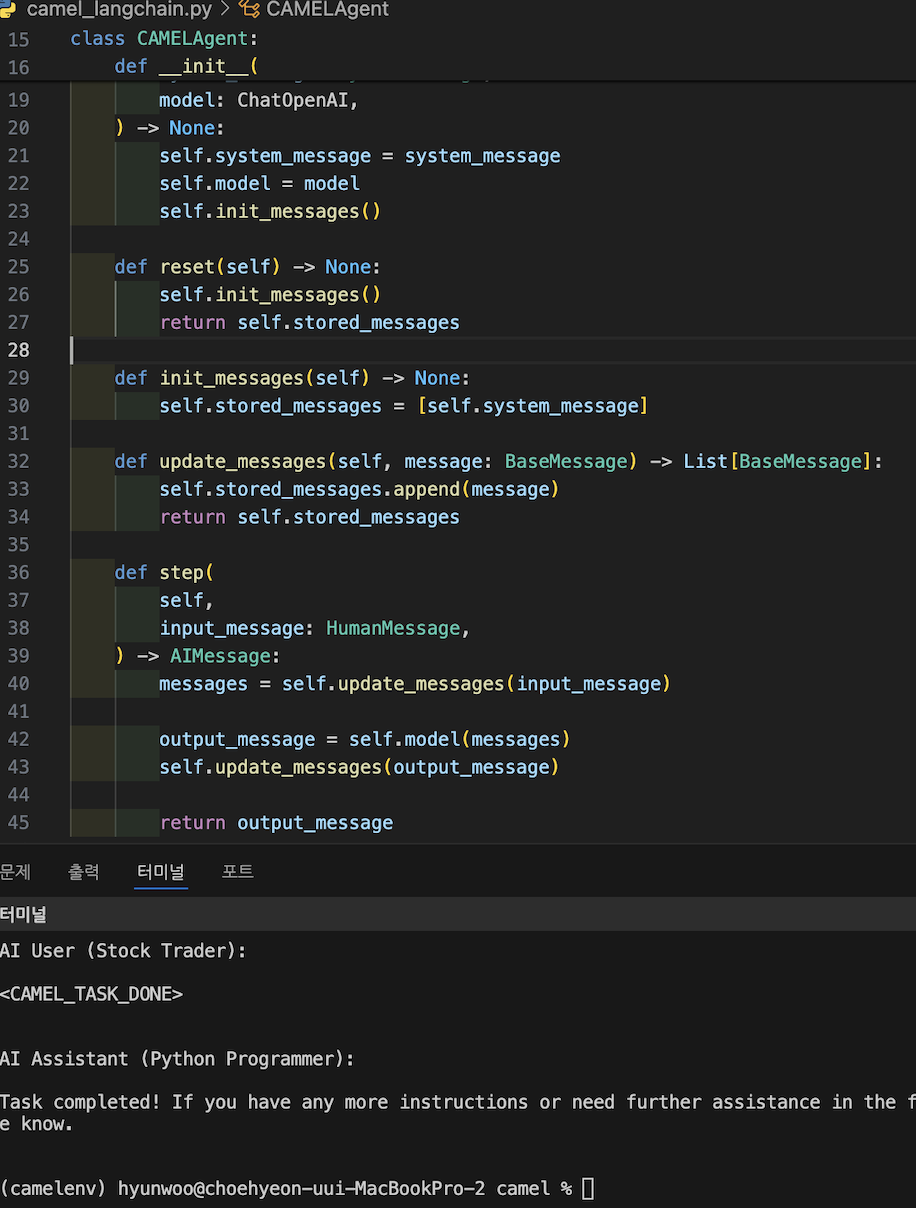 camel_langchain.py > CAMELAgent
15 class CAMELAgent:
16 def __init__(
19 model: ChatOpenAI,
20 ) -> None:
21 self.system_message = system_message
22 self.model = model
23 self.init_messages()
24
25 def reset(self) -> None:
26 self.init_messages()
27 return self.stored_messages
28
29 def init_messages(self) -> None:
30 self.stored_messages = [self.system_message]
31
32 def update_messages(self, message: BaseMessage) -> List[BaseMessage]:
33 self.stored_messages.append(message)
34 return self.stored_messages
35
36 def step(
37 self,
38 input_message: HumanMessage,
39 ) -> AIMessage:
40 messages = self.update_messages(input_message)
41
42 output_message = self.model(messages)
43 self.update_messages(output_message)
44
45 return output_message
문제 출력 터미널 포트
터미널
AI User (Stock Trader):
<CAMEL_TASK_DONE>
AI Assistant (Python Programmer):
Task completed! If you have any more instructions or need further assistance in the f
e know.
(camelenv) hyunwoo@choehyeon-uui-MacBookPro-2 camel %